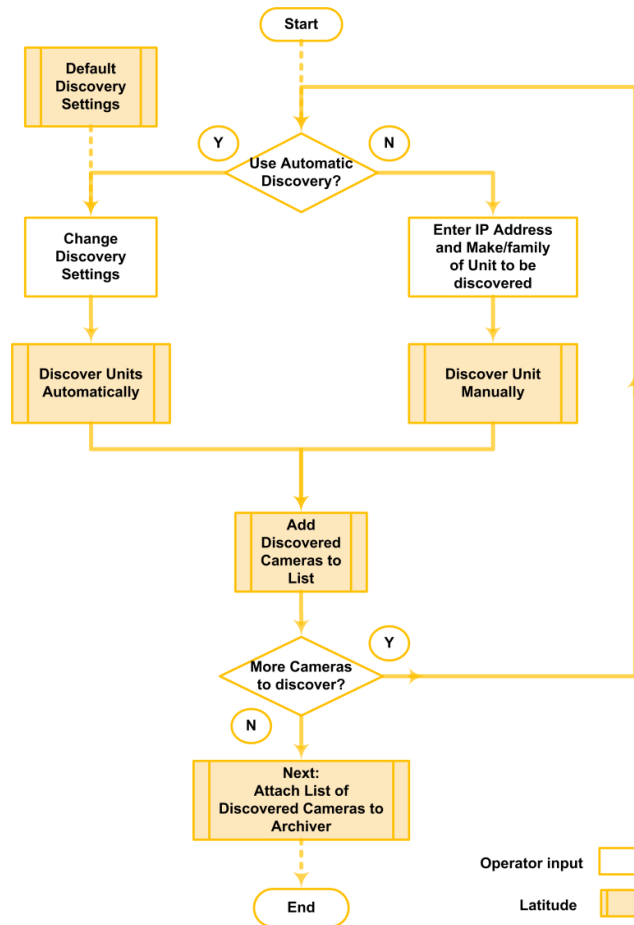 Start
Default
Discovery
Settings
Y
N
Use Automatic
Discovery?
Change
Discovery
Settings
Enter IP Address
and Make/family
of Unit to be
discovered
Discover Units
Automatically
Discover Unit
Manually
Add
Discovered
Cameras to
List
Y
More Cameras
to discover?
N
Next:
Attach List of
Discovered Cameras to
Archiver
Operator input
End
Latitude